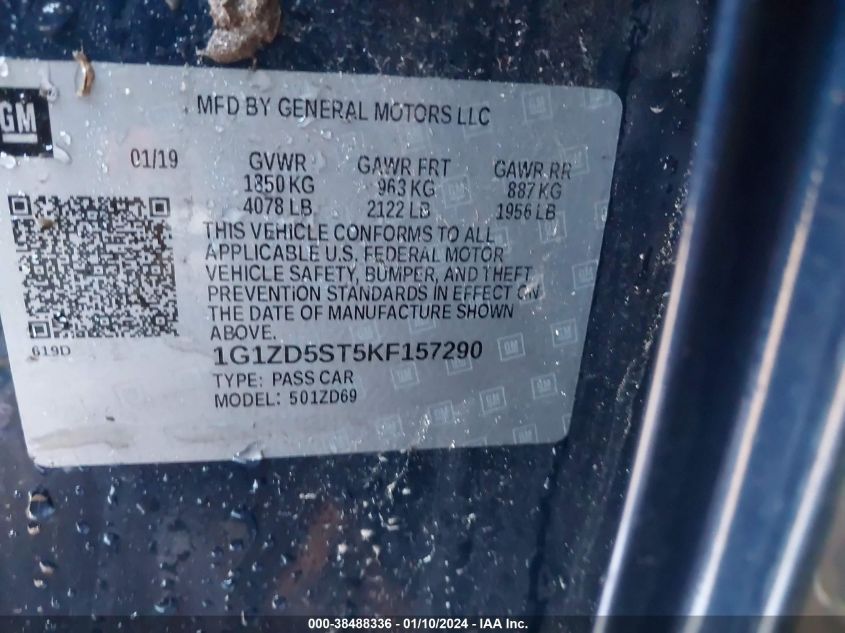 GM
MFD BY GENERAL MOTORS LLC
01/19 GVWR GAWR FRT GAWR RR
1850 KG 963 KG 887 KG
4078 LB 2122 LB 1956 LB
THIS VEHICLE CONFORMS TO ALL
APPLICABLE U.S. FEDERAL MOTOR
VEHICLE SAFETY, BUMPER, AND THEFT
PREVENTION STANDARDS IN EFFECT ON
THE DATE OF MANUFACTURE SHOWN
ABOVE.
619D
1G1ZD5ST5KF157290
TYPE: PASS CAR
MODEL: 501ZD69
000-38488336 - 01/10/2024 - IAA Inc.